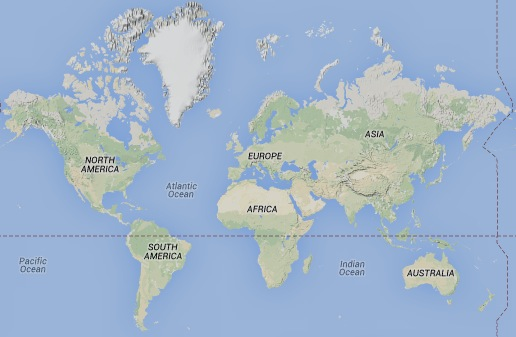 ASIA
EUROPE
NORTH
AMERICA
Atlantic
Ocean
AFRICA
SOUTH
AMERICA
Pacific
Ocean
Indian
Ocean
AUSTRALIA